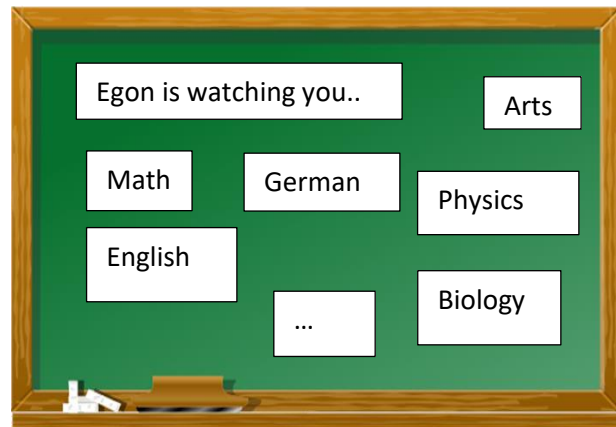 Egon is watching you..
Arts
Math
German
Physics
English
Biology
...